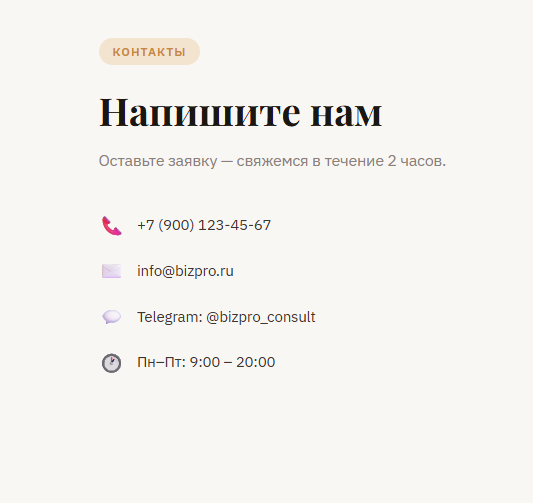 КОНТАКТЫ
Напишите нам
Оставьте заявку — свяжемся в течение 2 часов.
+7 (900) 123-45-67
info@bizpro.ru
Telegram: @bizpro_consult
Пн–Пт: 9:00 – 20:00